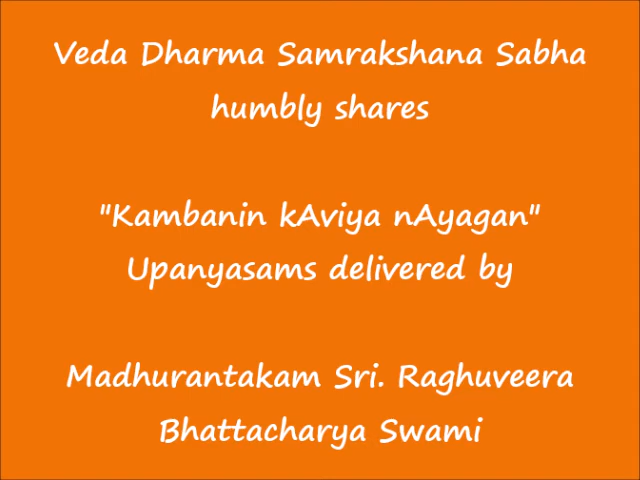 Veda Dharma Samrakshana Sabha
humbly shares
"Kambanin kAviya nAyagan"
Upanyasams delivered by
Madhurantakam Sri. Raghuveera
Bhattacharya Swami